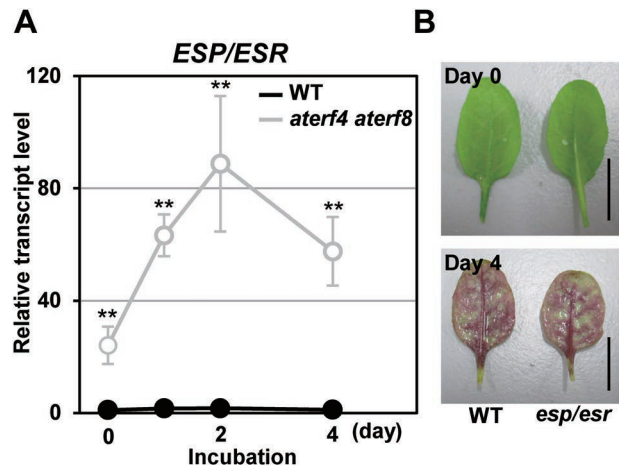 A
ESP/ESR
120
80
40
0
Relative transcript level
WT
aterf4 aterf8
**
**
**
**
0
2
4 (day)
Incubation
B
Day 0
Day 4
WT
esp/esr